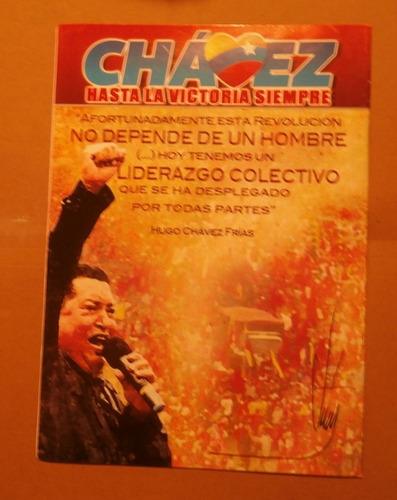 CHÁVEZ
HASTA LA VICTORIA SIEMPRE
"AFORTUNADAMENTE ESTA REVOLUCIÓN
NO DEPENDE DE UN HOMBRE
(...) HOY TENEMOS UN
LIDERAZGO COLECTIVO
QUE SE HA DESPLEGADO
POR TODAS PARTES"
HUGO CHÁVEZ FRÍAS